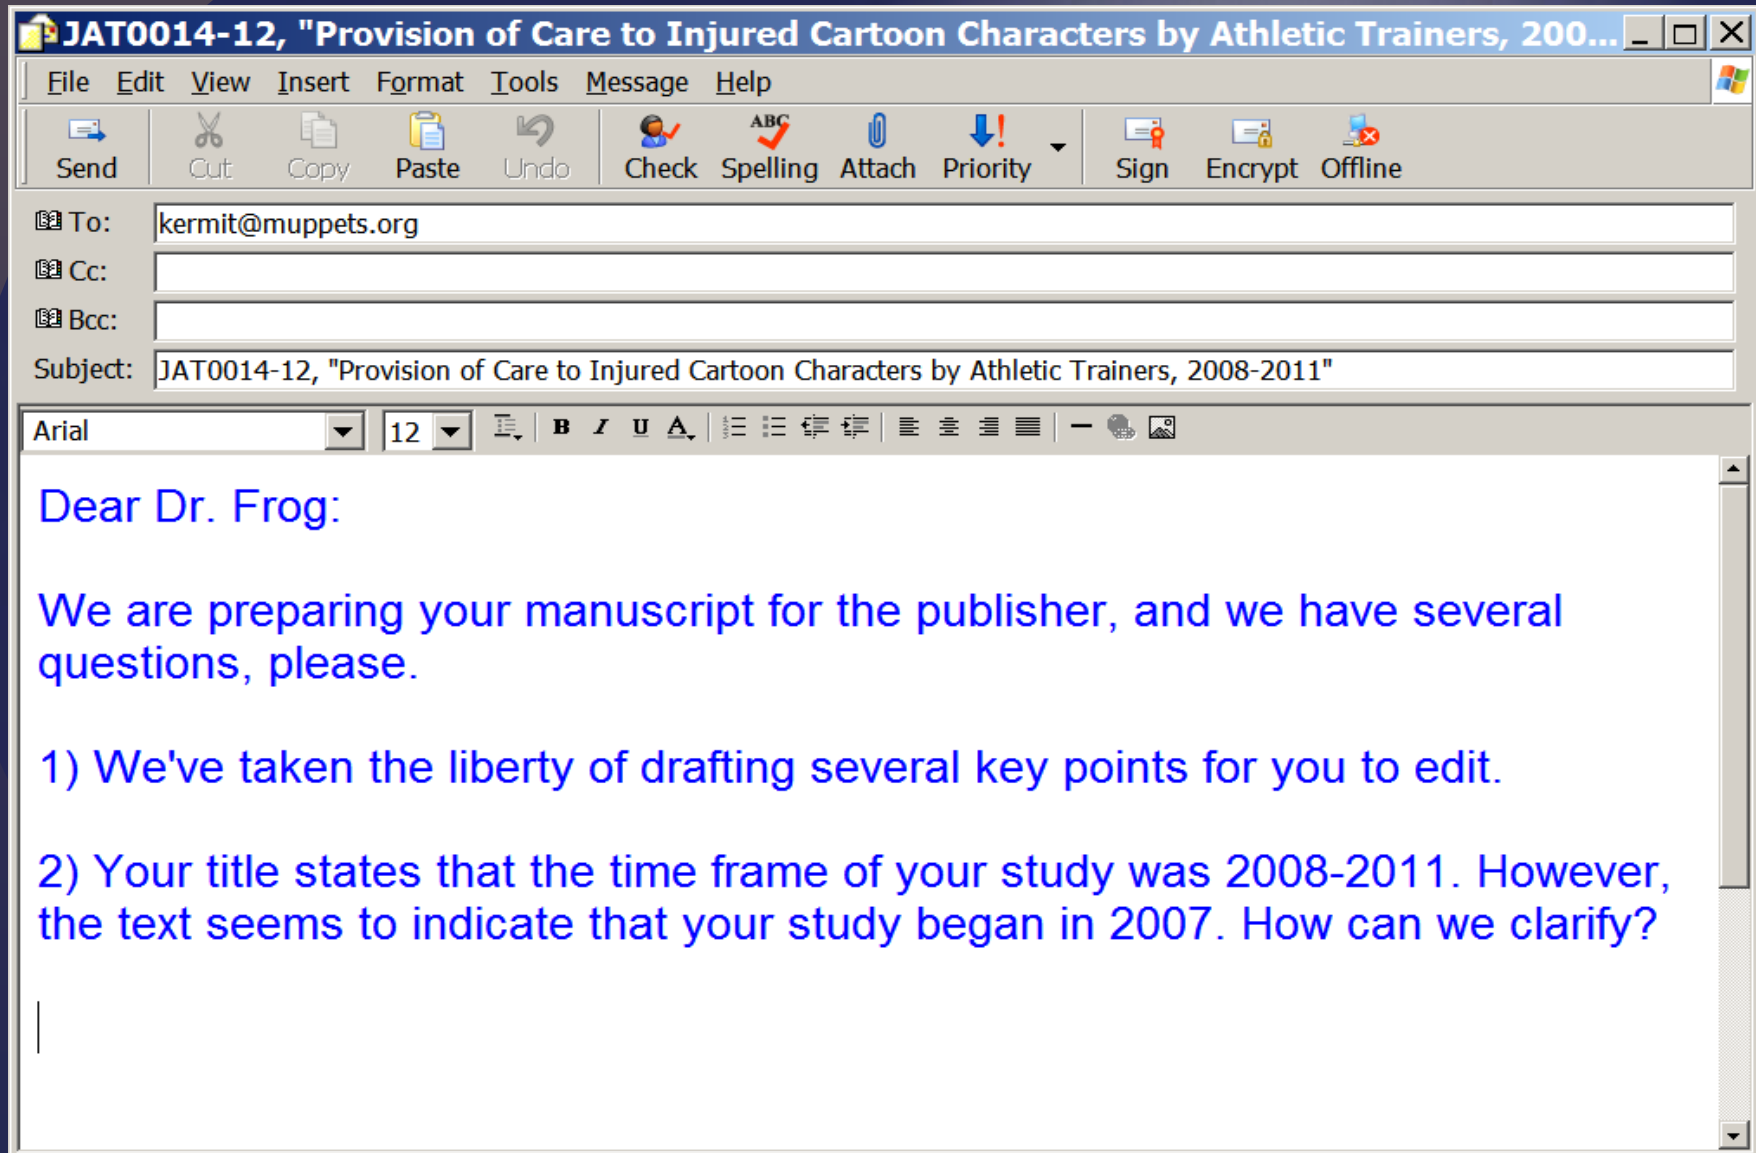 JAT0014-12, "Provision of Care to Injured Cartoon Characters by Athletic Trainers, 200...
File Edit View Insert Format Tools Message Help
Send Cut Copy Paste Undo Check Spelling Attach Priority Sign Encrypt Offline
To: kermit@muppets.org
Cc:
Bcc:
Subject: JAT0014-12, "Provision of Care to Injured Cartoon Characters by Athletic Trainers, 2008-2011"
Arial 12 B I U A
Dear Dr. Frog:
We are preparing your manuscript for the publisher, and we have several
questions, please.
1) We've taken the liberty of drafting several key points for you to edit.
2) Your title states that the time frame of your study was 2008-2011. However,
the text seems to indicate that your study began in 2007. How can we clarify?